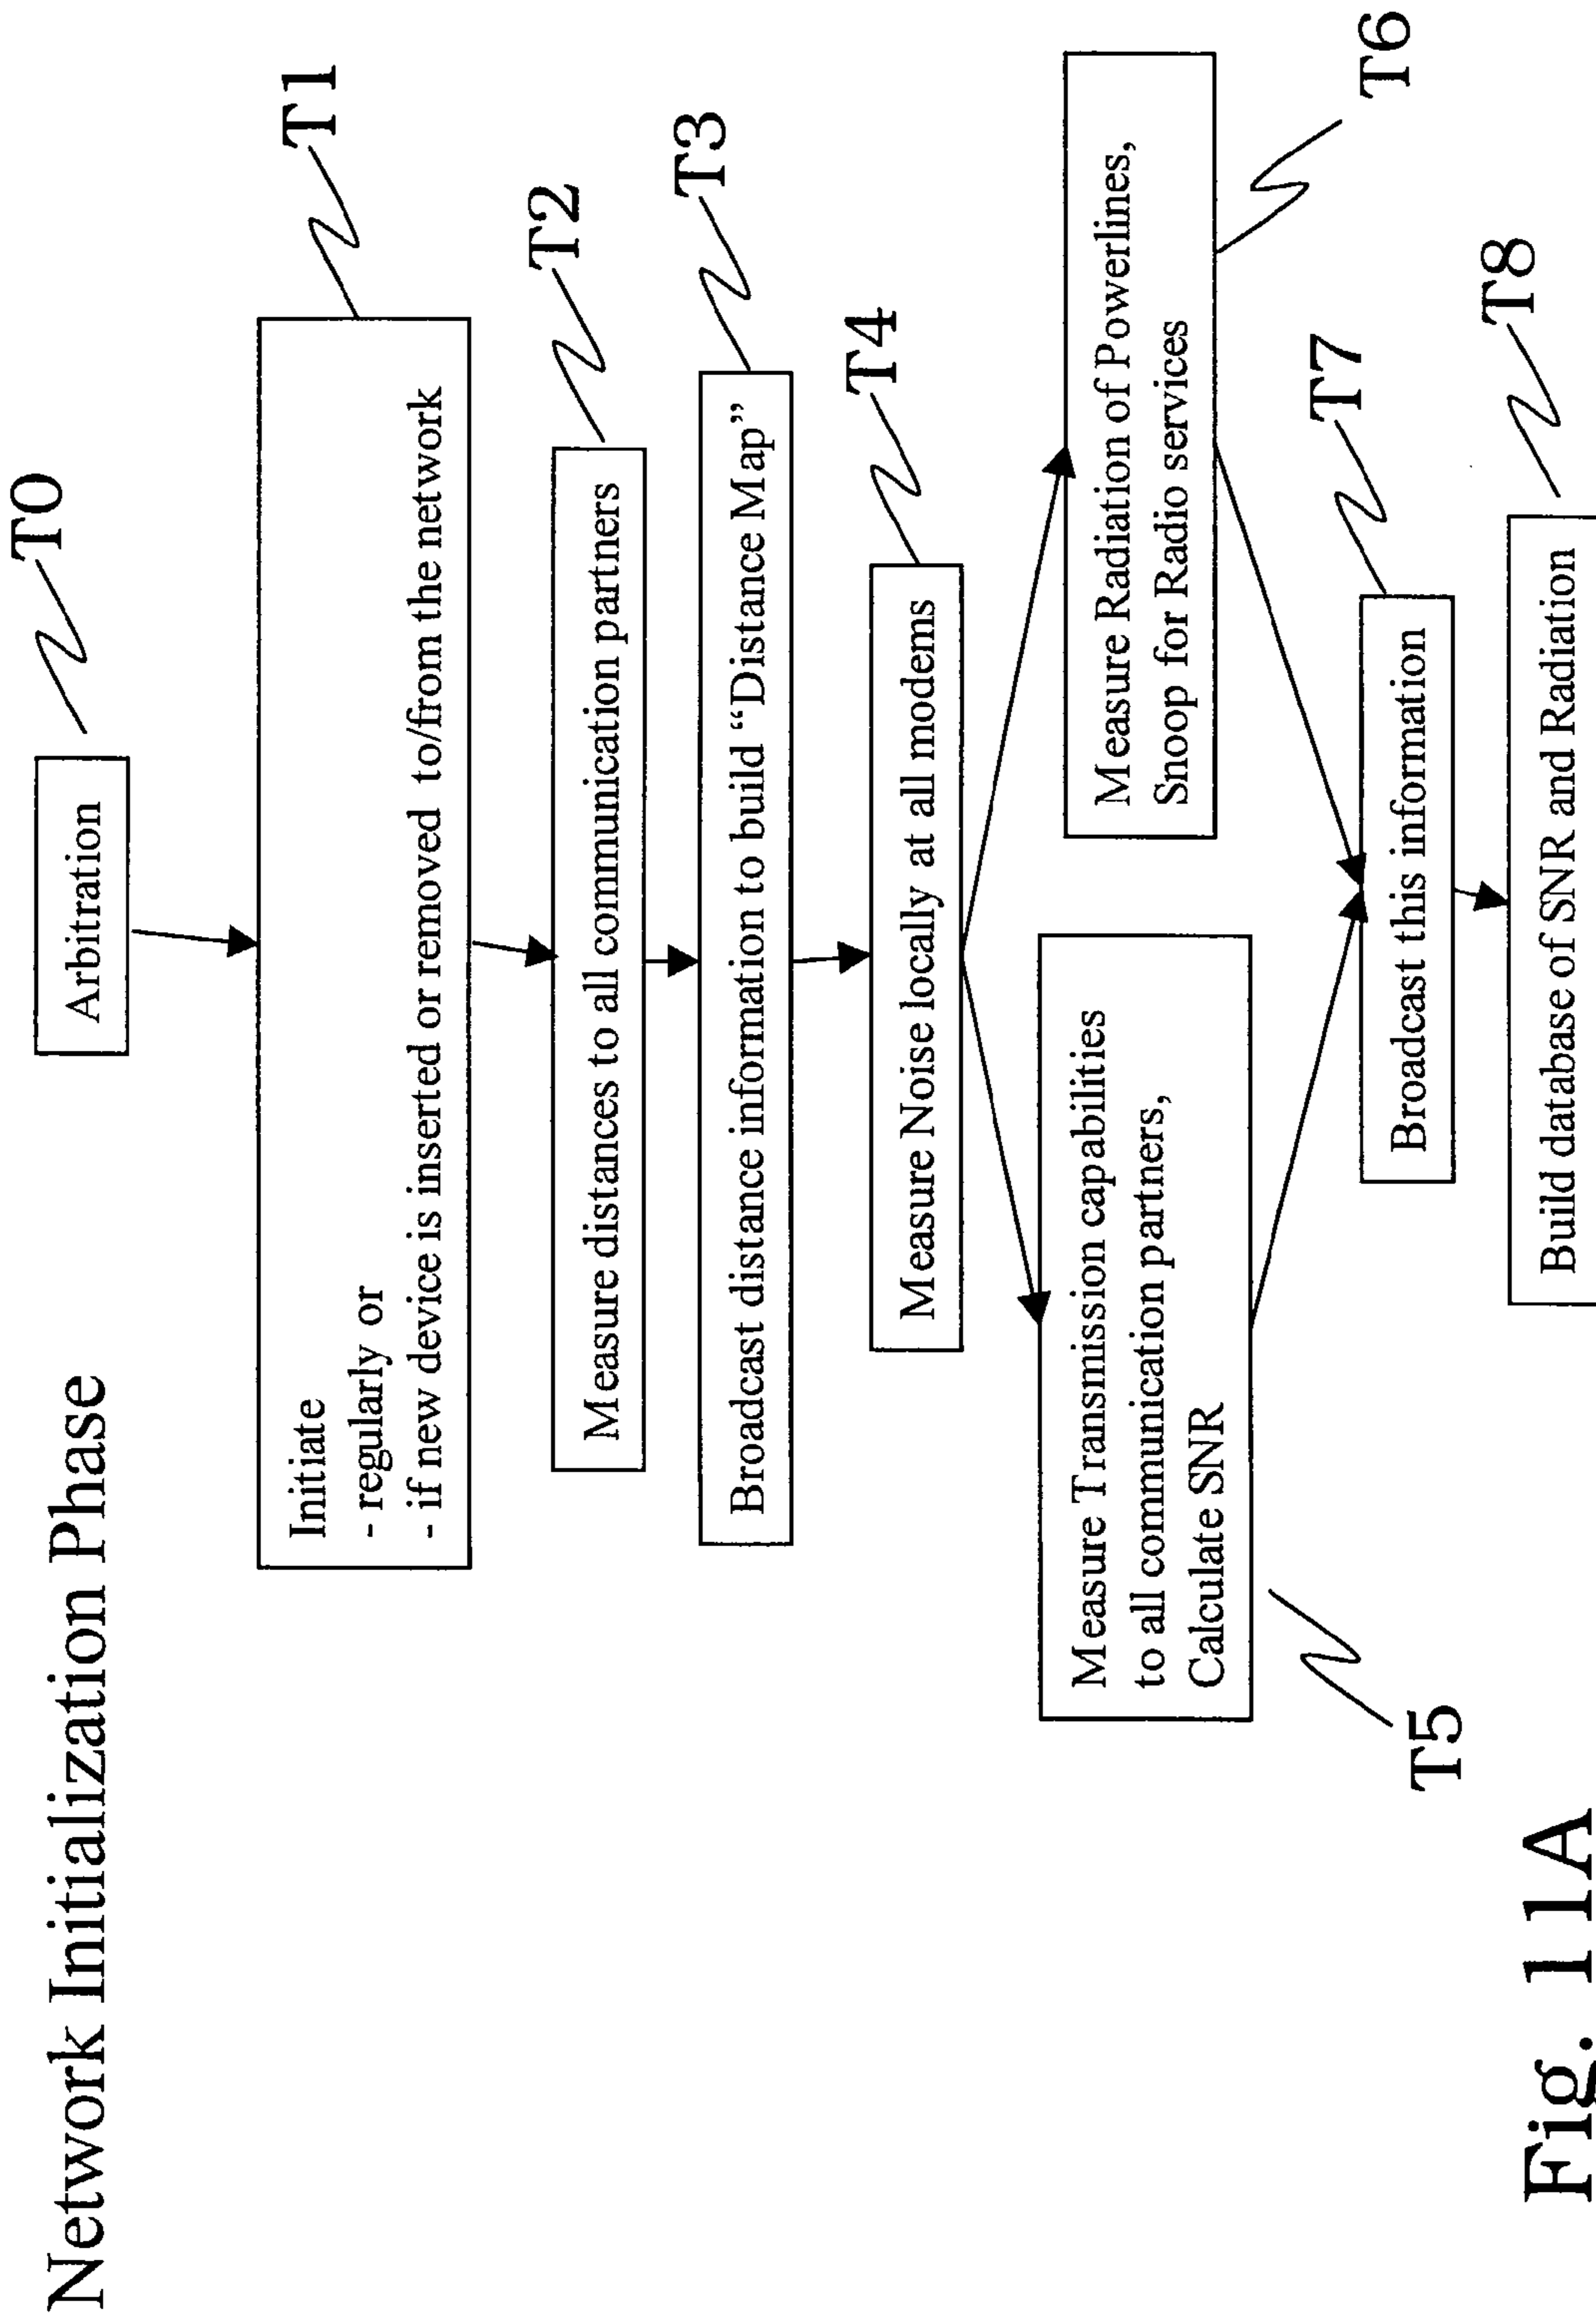 Network Initialization Phase
Arbitration
T0
Initiate
- regularly or
- if new device is inserted or removed to/from the network
T1
Measure distances to all communication partners
T2
Broadcast distance information to build “Distance Map”
T3
Measure Noise locally at all modems
T4
Measure Transmission capabilities
to all communication partners,
Calculate SNR
T5
Measure Radiation of Powerlines,
Snoop for Radio services
T6
Broadcast this information
T7
Build database of SNR and Radiation
T8
Fig. 11A